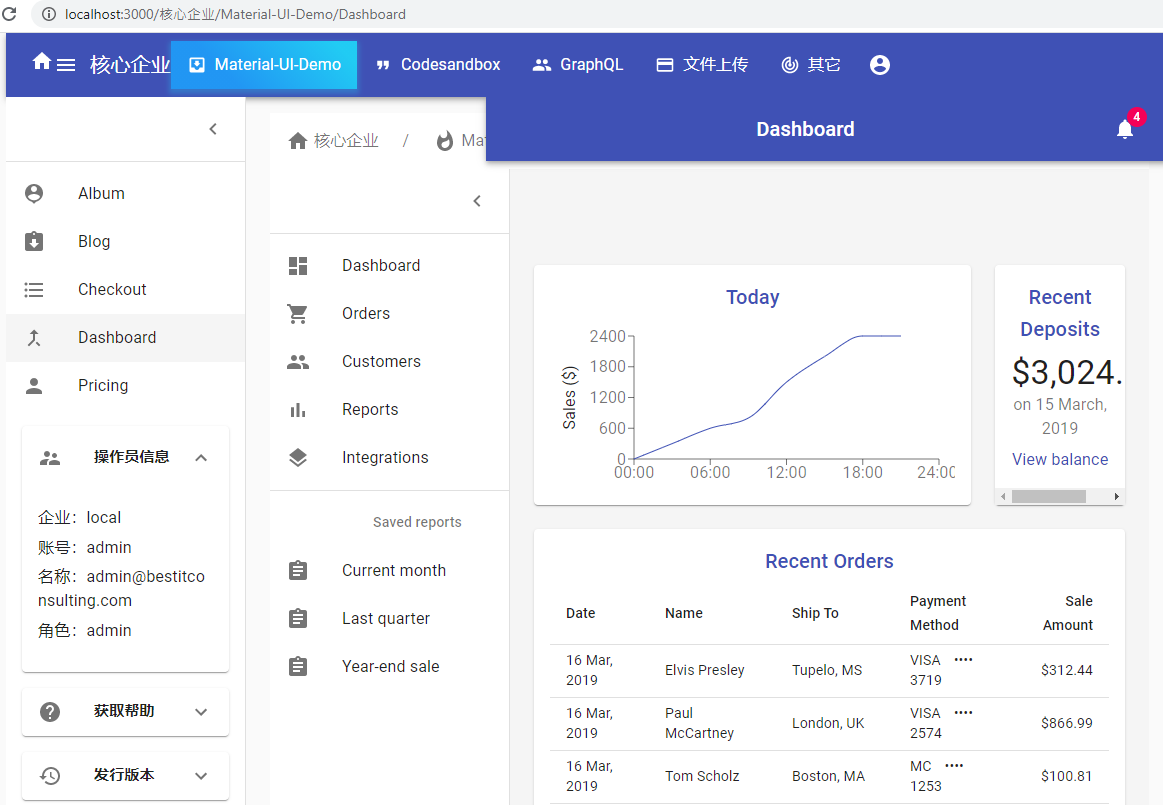 localhost:3000/核心企业/Material-UI-Demo/Dashboard
核心企业 Material-UI-Demo Codesandbox GraphQL 文件上传 其它
核心企业 /
Dashboard 4
Album
Blog
Checkout
Dashboard
Pricing
操作员信息
企业：local
账号：admin
名称：admin@bestitco
nsulting.com
角色：admin
获取帮助
发行版本
Dashboard
Orders
Customers
Reports
Integrations
Saved reports
Current month
Last quarter
Year-end sale
Today
Sales ($)
2400
1800
1200
600
0
00:00 06:00 12:00 18:00 24:00
Recent
Deposits
$3,024.
on 15 March,
2019
View balance
Recent Orders
Date Name Ship To Payment Method Sale Amount
16 Mar, 2019 Elvis Presley Tupelo, MS VISA •••• 3719 $312.44
16 Mar, 2019 Paul McCartney London, UK VISA •••• 2574 $866.99
16 Mar, 2019 Tom Scholz Boston, MA MC •••• 1253 $100.81